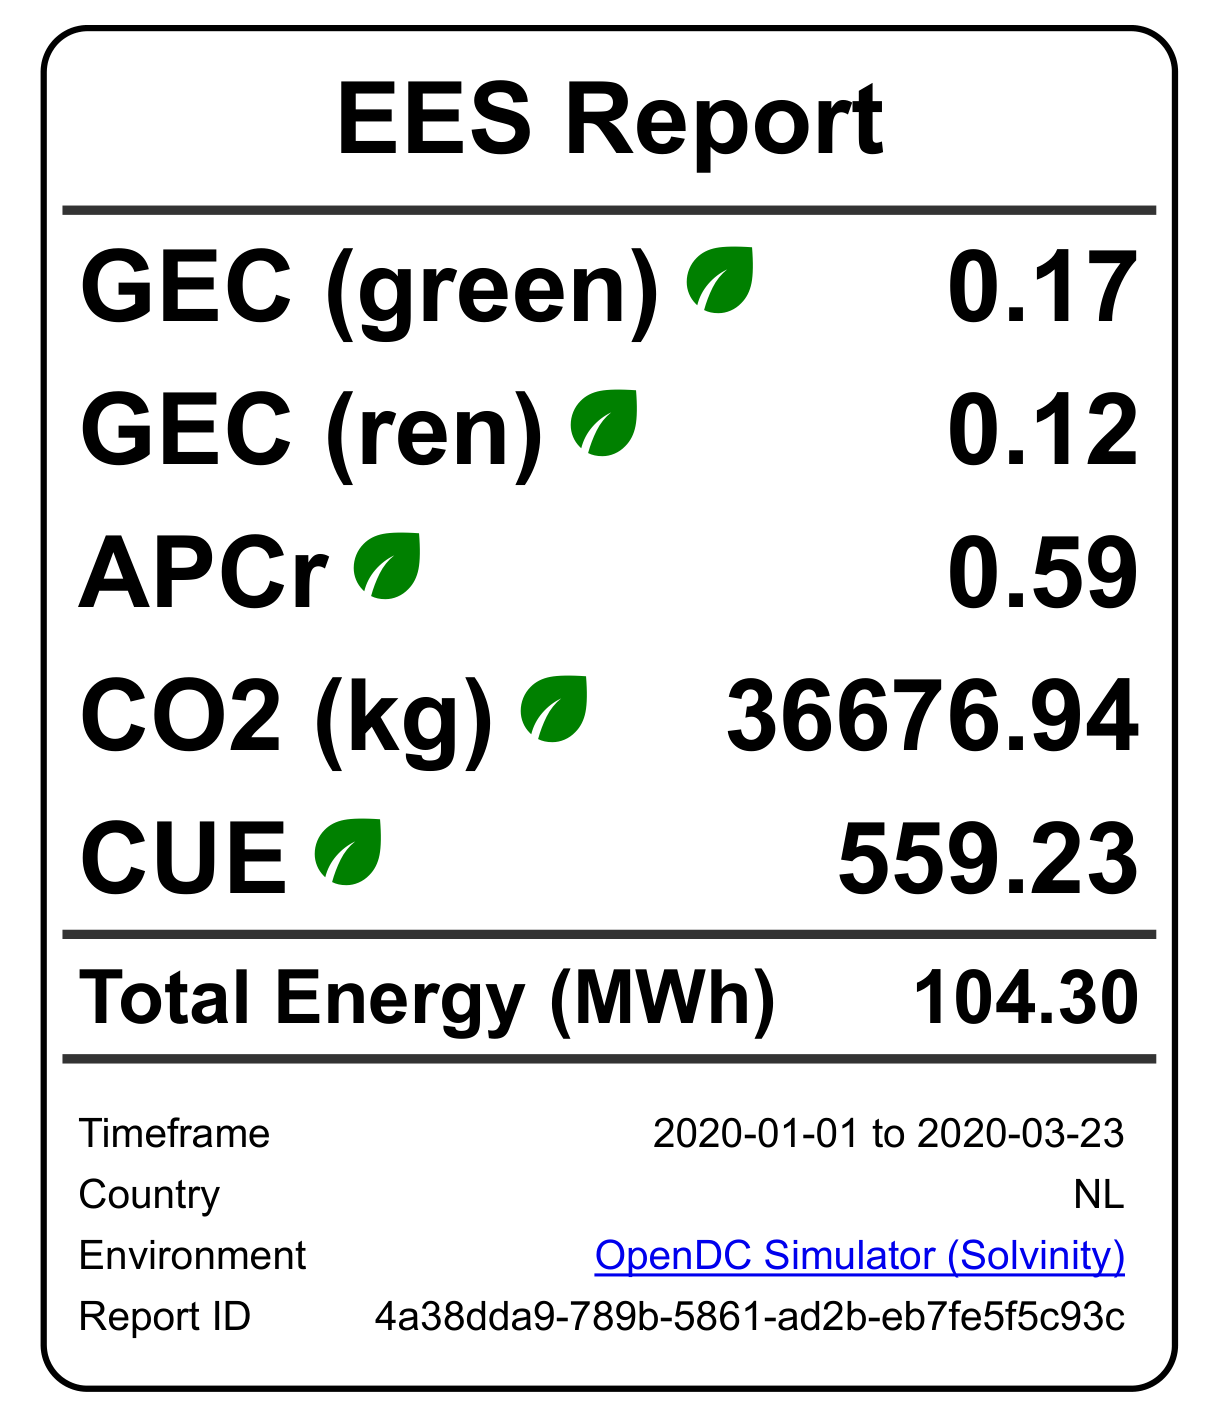 EES Report
GEC (green) 0.17
GEC (ren) 0.12
APCr 0.59
CO2 (kg) 36676.94
CUE 559.23
Total Energy (MWh) 104.30
Timeframe 2020-01-01 to 2020-03-23
Country NL
Environment OpenDC Simulator (Solvinity)
Report ID 4a38dda9-789b-5861-ad2b-eb7fe5f5c93c